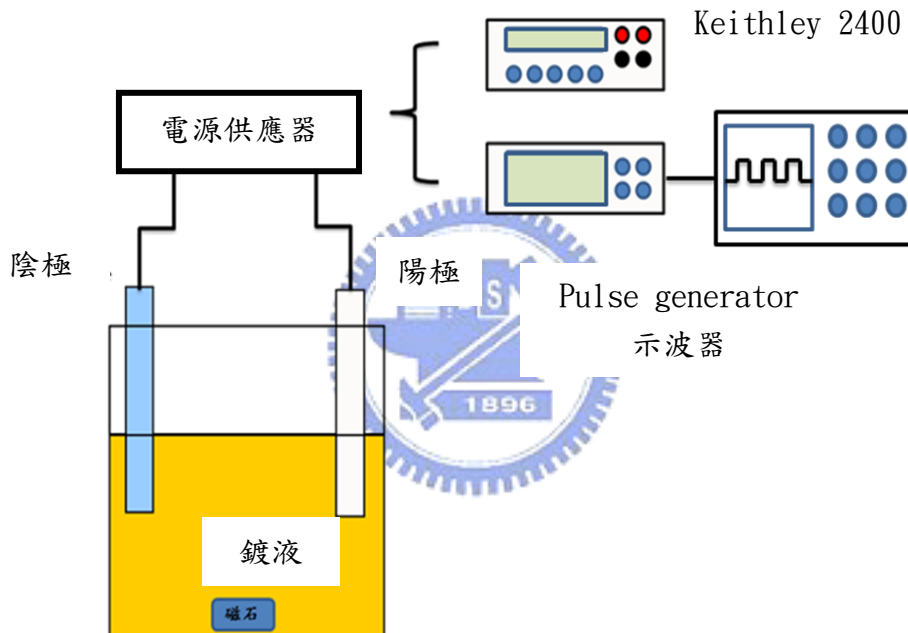 Keithley 2400
電源供應器
陰極
陽極
S
Pulse generator
示波器
1896
鍍液
磁石